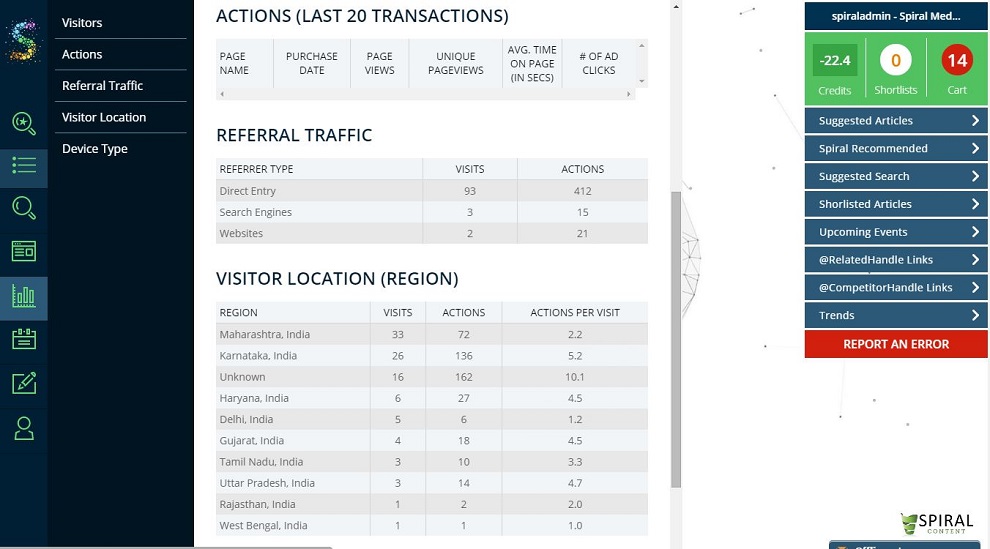 Visitors
Actions
Referral Traffic
Visitor Location
Device Type
ACTIONS (LAST 20 TRANSACTIONS)
PAGE NAME PURCHASE DATE PAGE VIEWS UNIQUE PAGEVIEWS AVG. TIME ON PAGE (IN SECS) # OF AD CLICKS
REFERRAL TRAFFIC
REFERRER TYPE VISITS ACTIONS
Direct Entry 93 412
Search Engines 3 15
Websites 2 21
VISITOR LOCATION (REGION)
REGION VISITS ACTIONS ACTIONS PER VISIT
Maharashtra, India 33 72 2.2
Karnataka, India 26 136 5.2
Unknown 16 162 10.1
Haryana, India 6 27 4.5
Delhi, India 5 6 1.2
Gujarat, India 4 18 4.5
Tamil Nadu, India 3 10 3.3
Uttar Pradesh, India 3 14 4.7
Rajasthan, India 1 2 2.0
West Bengal, India 1 1 1.0
spiraladmin - Spiral Med...
-22.4 0 14
Credits Shortlists Cart
Suggested Articles
Spiral Recommended
Suggested Search
Shorlisted Articles
Upcoming Events
@RelatedHandle Links
@CompetitorHandle Links
Trends
REPORT AN ERROR
SPIRAL
CONTENT